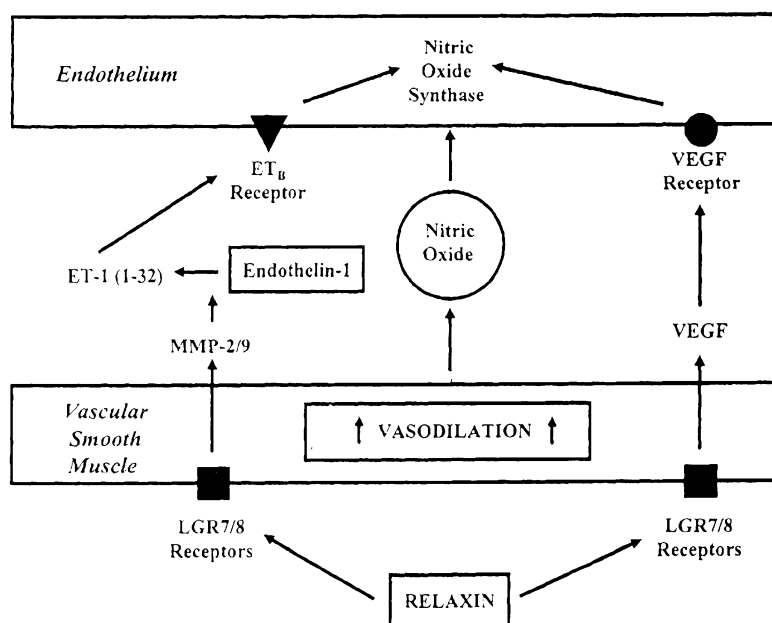 Endothelium
Nitric
Oxide
Synthase
ET_B
Receptor
VEGF
Receptor
Nitric
Oxide
ET-1 (1-32)
Endothelin-1
MMP-2/9
VEGF
Vascular
Smooth
Muscle
VASODILATION
LGR7/8
Receptors
LGR7/8
Receptors
RELAXIN